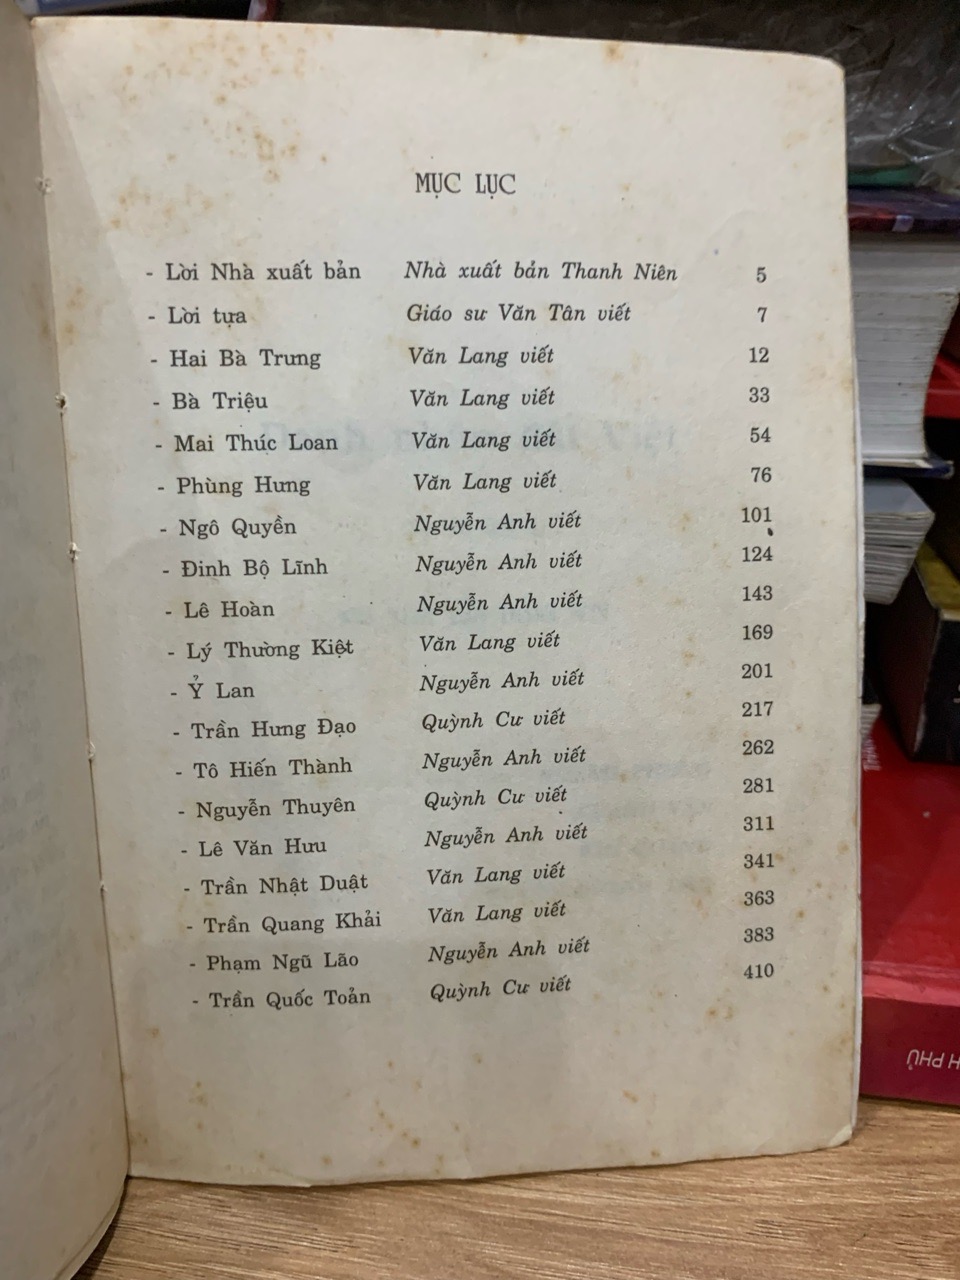 MỤC LỤC
- Lời Nhà xuất bản Nhà xuất bản Thanh Niên 5
- Lời tựa Giáo sư Văn Tân viết 7
- Hai Bà Trưng Văn Lang viết 12
- Bà Triệu Văn Lang viết 33
- Mai Thúc Loan Văn Lang viết 54
- Phùng Hưng Văn Lang viết 76
- Ngô Quyền Nguyễn Anh viết 101
- Đinh Bộ Lĩnh Nguyễn Anh viết 124
- Lê Hoàn Nguyễn Anh viết 143
- Lý Thường Kiệt Văn Lang viết 169
- Ỷ Lan Nguyễn Anh viết 201
- Trần Hưng Đạo Quỳnh Cư viết 217
- Tô Hiến Thành Nguyễn Anh viết 262
- Nguyễn Thuyên Quỳnh Cư viết 281
- Lê Văn Hưu Nguyễn Anh viết 311
- Trần Nhật Duật Văn Lang viết 341
- Trần Quang Khải Văn Lang viết 363
- Phạm Ngũ Lão Nguyễn Anh viết 383
- Trần Quốc Toản Quỳnh Cư viết 410